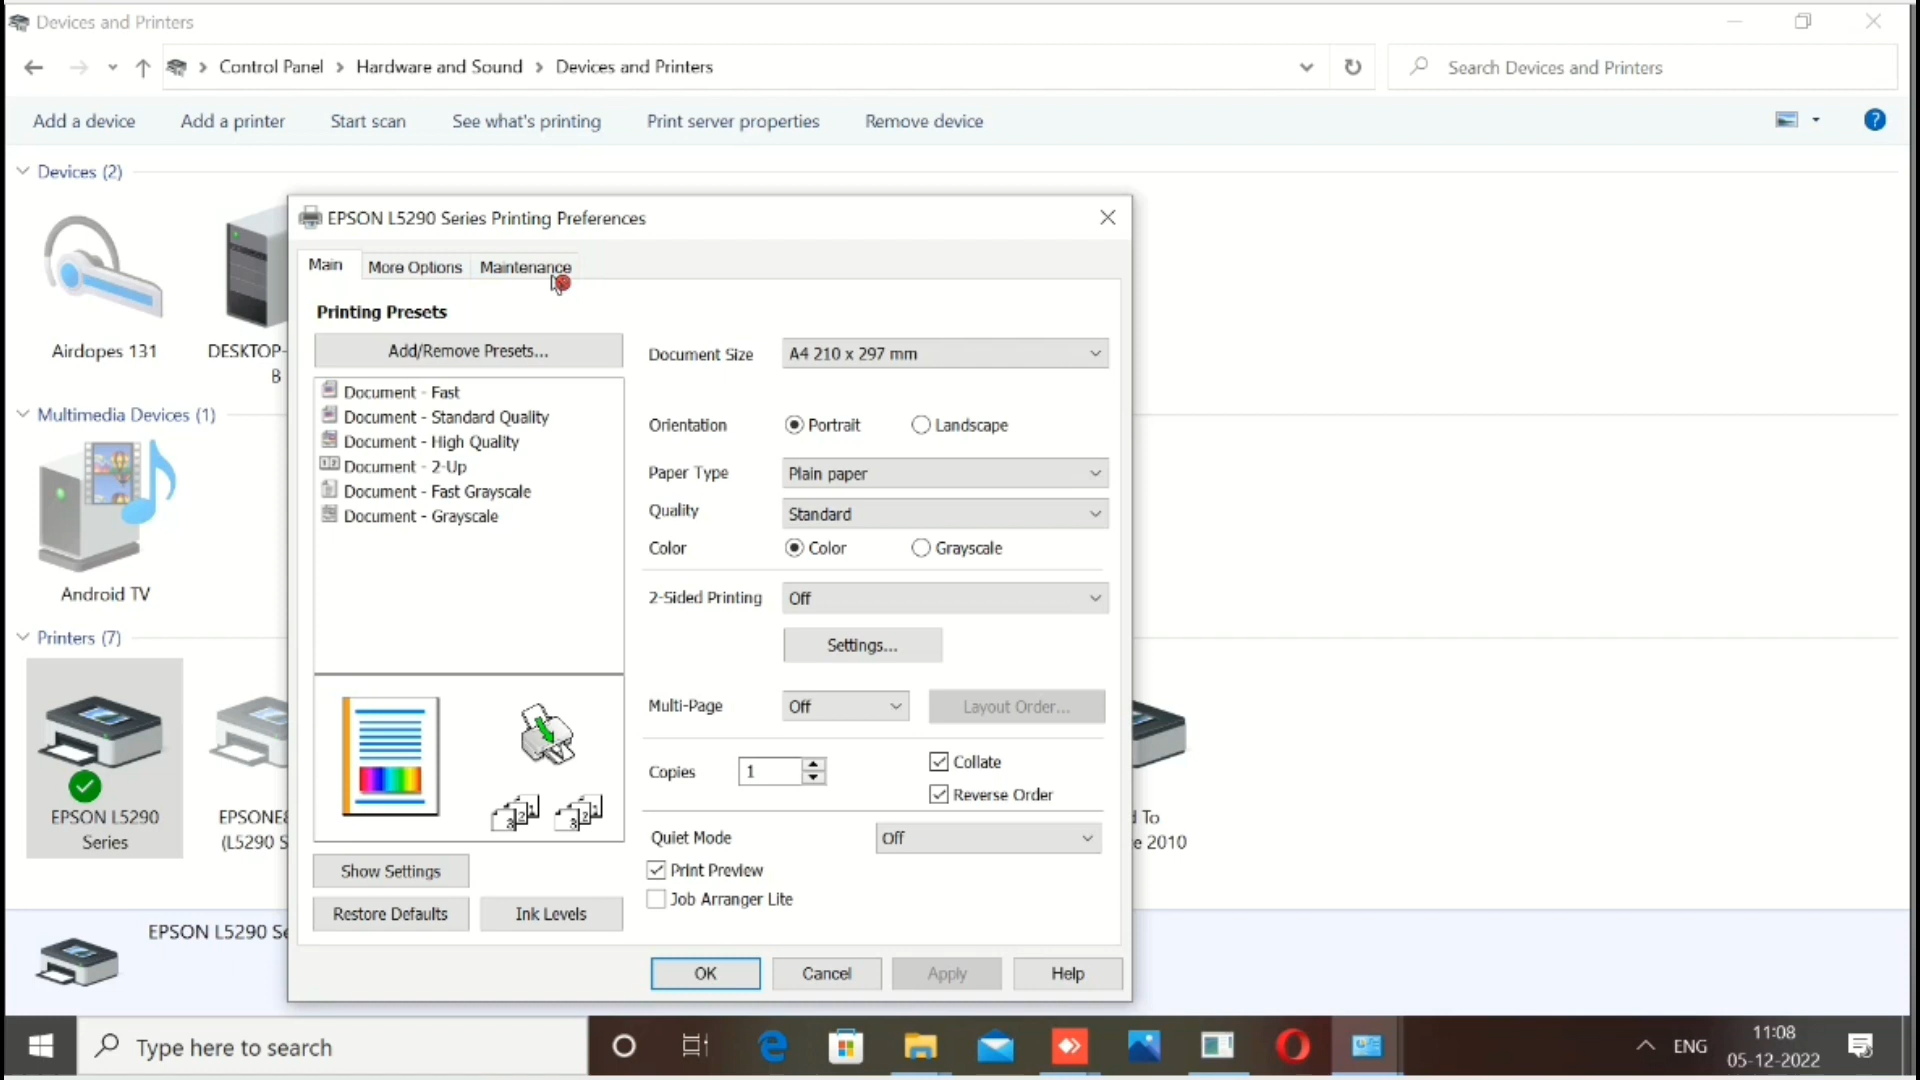 Devices and Printers
Control Panel > Hardware and Sound > Devices and Printers
Search Devices and Printers
Add a device
Add a printer
Start scan
See what's printing
Print server properties
Remove device
Devices (2)
Airdopes 131
DESKTOP-
B
Multimedia Devices (1)
Android TV
Printers (7)
EPSON L5290
Series
(L5290 S
d To
e 2010
EPSON L5290 Se
EPSON L5290 Series Printing Preferences
Main
More Options
Maintenance
Printing Presets
Add/Remove Presets...
Document - Fast
Document - Standard Quality
Document - High Quality
Document - 2-Up
Document - Fast Grayscale
Document - Grayscale
Show Settings
Restore Defaults
Ink Levels
Document Size
A4 210 x 297 mm
Orientation
Portrait
Landscape
Paper Type
Plain paper
Quality
Standard
Color
Color
Grayscale
2-Sided Printing
Off
Settings...
Multi-Page
Off
Layout Order...
Copies
1
Collate
Reverse Order
Quiet Mode
Off
Print Preview
Job Arranger Lite
OK
Cancel
Apply
Help
Type here to search
ENG
11:08
05-12-2022